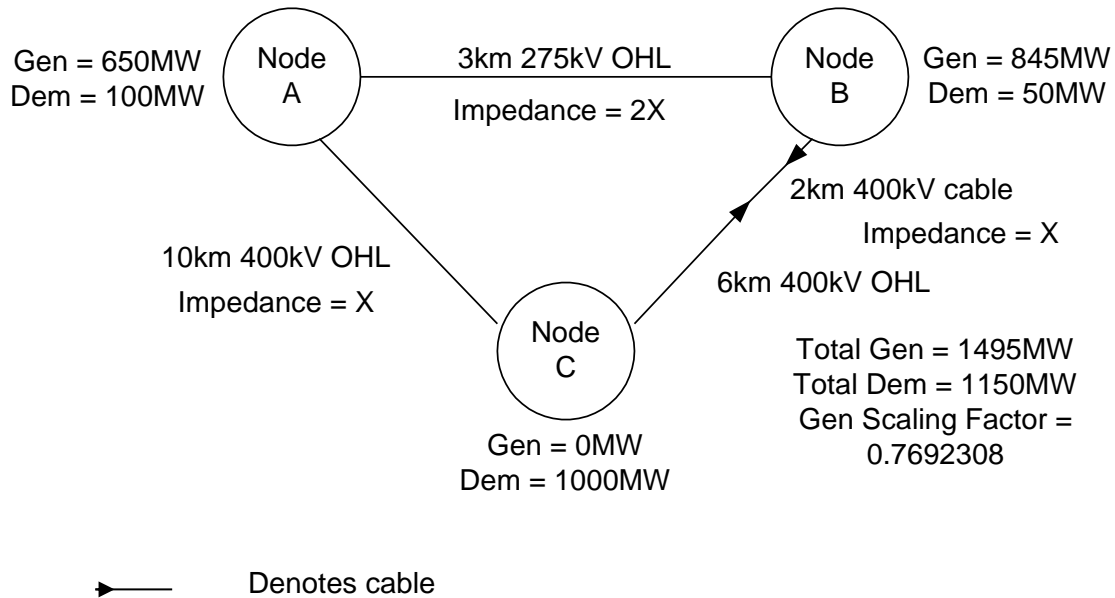 Gen = 650MW
Dem = 100MW
Node
A
3km 275kV OHL
Impedance = 2X
Node
B
Gen = 845MW
Dem = 50MW
2km 400kV cable
Impedance = X
10km 400kV OHL
Impedance = X
6km 400kV OHL
Node
C
Total Gen = 1495MW
Total Dem = 1150MW
Gen Scaling Factor =
0.7692308
Gen = 0MW
Dem = 1000MW
Denotes cable